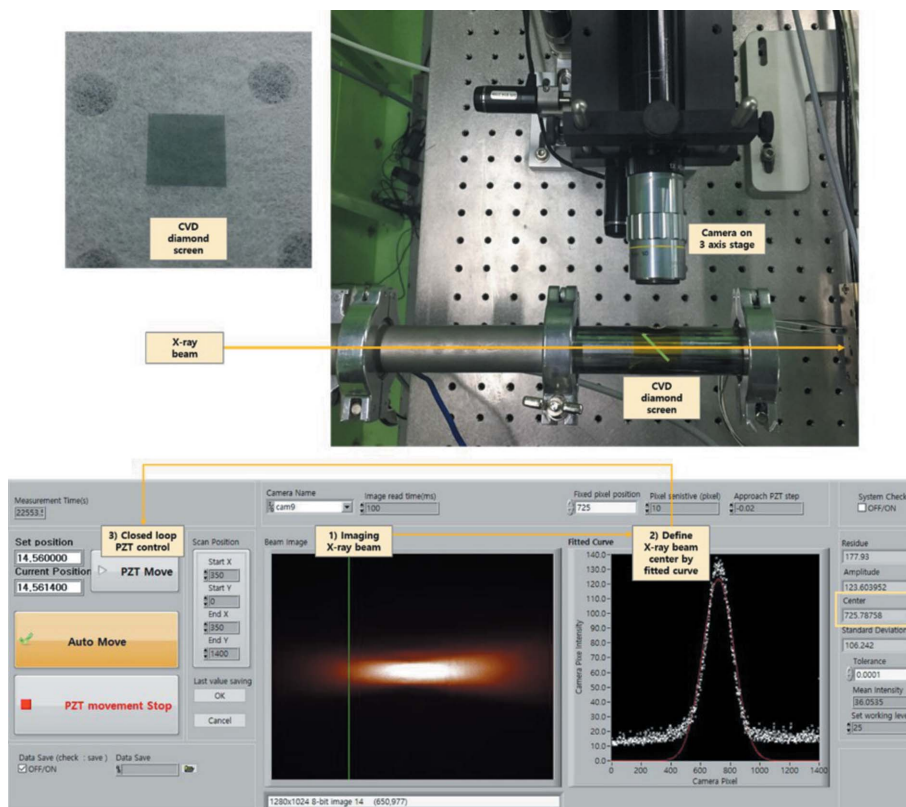 CVD
diamond
screen
Camera on
3 axis stage
X-ray
beam
CVD
diamond
screen
Measurement Time(s)
22553.!
Camera Name
cam9
Image read time(ms)
100
Fixed pixel position
725
Pixel senistive (pixel)
10
Approach PZT step
-0.02
System Check
OFF/ON
3) Closed loop
PZT control
1) Imaging
X-ray beam
2) Define
X-ray beam
center by
fitted curve
Set position
14,560000
Current Position
14,561400
PZT Move
Auto Move
PZT movement Stop
Data Save (check : save )
OFF/ON
Data Save
Scan Position
Start X
350
Start Y
0
End X
350
End Y
1400
Last value saving
OK
Cancel
Beam Image
1280x1024 8-bit image 14 (650,977)
Fitted Curve
Camera Pixe Intensity
140.0
130.0
120.0
110.0
100.0
90.0
80.0
70.0
60.0
50.0
40.0
30.0
20.0
10.0
0.0
0 200 400 600 800 1000 1200 1400
Camera Pixel
Residue
177.93
Amplitude
123.603952
Center
725.78758
Standard Deviation
106.242
Tolerance
0.0001
Mean Intensity
36.0535
Set working leve
25